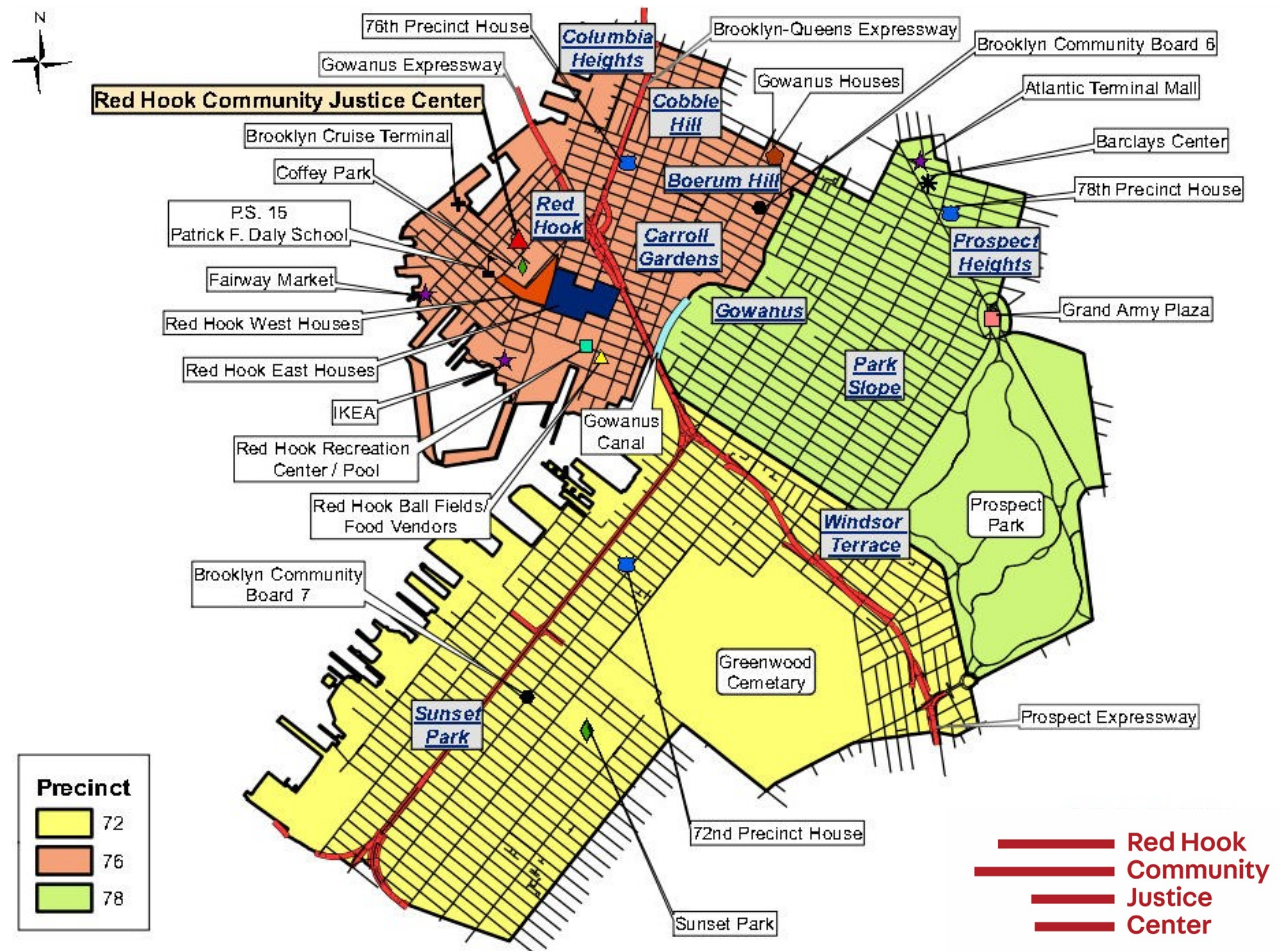 N
76th Precinct House
Columbia
Heights
Brooklyn-Queens Expressway
Brooklyn Community Board 6
Gowanus Expressway
Gowanus Houses
Atlantic Terminal Mall
Red Hook Community Justice Center
Cobble
Hill
Brooklyn Cruise Terminal
Barclays Center
Coffey Park
Boerum Hill
78th Precinct House
P.S. 15
Patrick F. Daly School
Red
Hook
Carroll
Gardens
Prospect
Heights
Fairway Market
Gowanus
Grand Army Plaza
Red Hook West Houses
Park
Slope
Red Hook East Houses
IKEA
Gowanus
Canal
Red Hook Recreation
Center / Pool
Red Hook Ball Fields/
Food Vendors
Prospect
Park
Windsor
Terrace
Brooklyn Community
Board 7
Greenwood
Cemetary
Sunset
Park
Prospect Expressway
72nd Precinct House
Sunset Park
Precinct
72
76
78
Red Hook
Community
Justice
Center